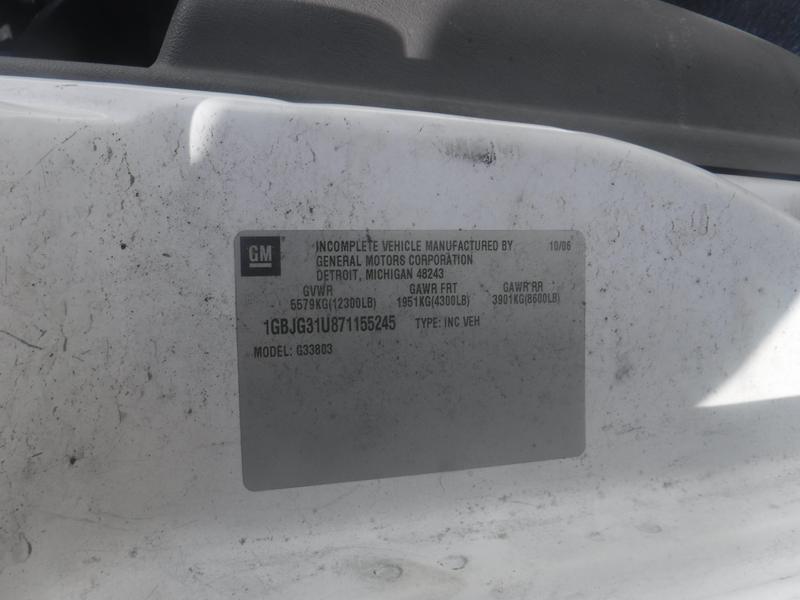 GM
INCOMPLETE VEHICLE MANUFACTURED BY 10/06
GENERAL MOTORS CORPORATION
DETROIT, MICHIGAN 48243
GVWR GAWR FRT GAWR RR
5579KG(12300LB) 1951KG(4300LB) 3901KG(8600LB)
1GBJG31U871155245 TYPE: INC VEH
MODEL: G33803